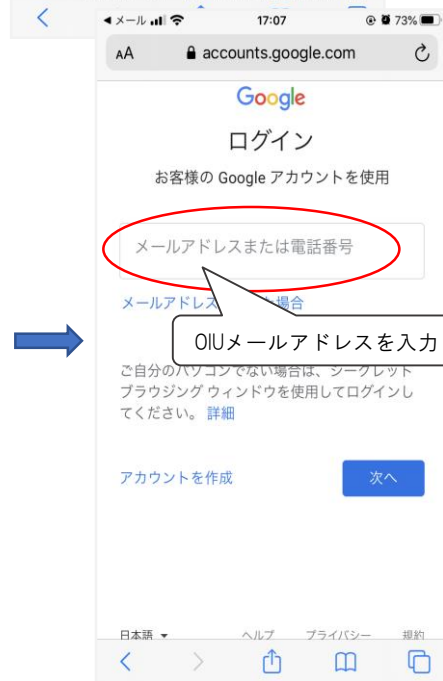 メール 17:07 73%
AA accounts.google.com
Google
ログイン
お客様の Google アカウントを使用
メールアドレスまたは電話番号
メールアドレス 場合
OIUメールアドレスを入力
ご自分のパソコンでない場合は、シークレット
ブラウジング ウィンドウを使用してログインし
てください。 詳細
アカウントを作成
次へ
日本語 ヘルプ プライバシー 規約